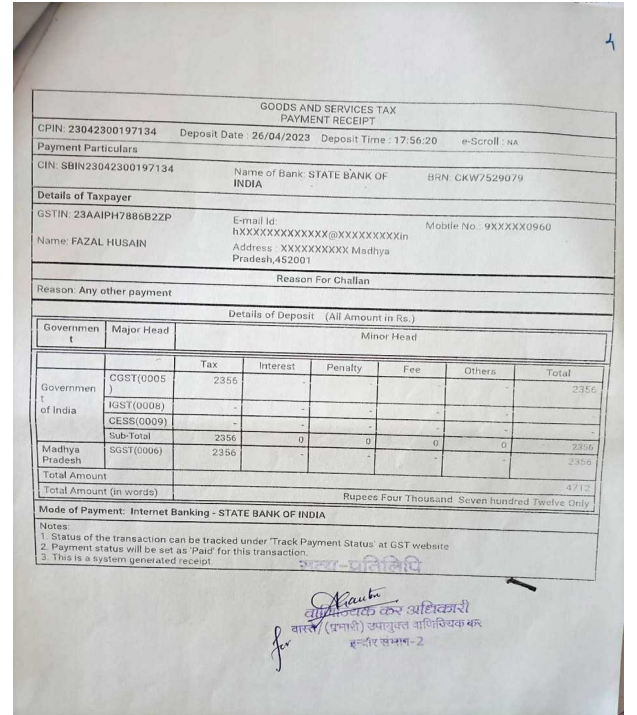 4
GOODS AND SERVICES TAX
PAYMENT RECEIPT
CPIN: 23042300197134 Deposit Date : 26/04/2023 Deposit Time : 17:56:20 e-Scroll : NA
Payment Particulars
CIN: SBIN23042300197134 Name of Bank: STATE BANK OF INDIA BRN: CKW7529079
Details of Taxpayer
GSTIN: 23AAIPH7886B2ZP E-mail Id: hXXXXXXXXXXXXX@XXXXXXXXXin Mobile No.: 9XXXXX0960
Name: FAZAL HUSAIN Address : XXXXXXXXXX Madhya Pradesh,452001
Reason For Challan
Reason: Any other payment
Details of Deposit (All Amount in Rs.)
Government Major Head Minor Head
Tax Interest Penalty Fee Others Total
Government of India CGST(0005) 2356 - - - - 2356
IGST(0008) - - - - -
CESS(0009) - - - - -
Sub-Total 2356 0 0 0 0 2356
Madhya Pradesh SGST(0006) 2356 - - - - 2356
Total Amount 4712
Total Amount (in words) Rupees Four Thousand Seven hundred Twelve Only
Mode of Payment: Internet Banking - STATE BANK OF INDIA
Notes:
1. Status of the transaction can be tracked under 'Track Payment Status' at GST website
2. Payment status will be set as 'Paid' for this transaction.
3. This is a system generated receipt
सत्य-प्रतिलिपि
वाणिज्यिक कर अधिकारी
वास्ते (प्रभारी) उपायुक्त वाणिज्यिक कर
for इन्दौर संभाग-2